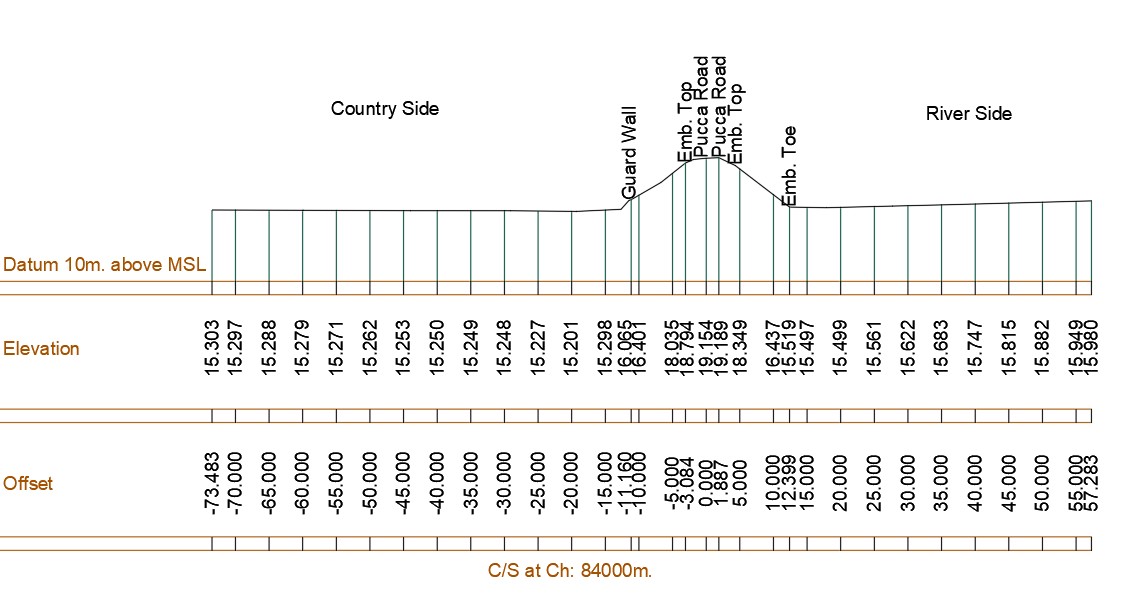 Country Side
River Side
Guard Wall
Emb. Top
Pucca Road
Pucca Road
Emb. Top
Emb. Toe
Datum 10m. above MSL
Elevation
15.303 15.297 15.288 15.279 15.271 15.262 15.253 15.250 15.249 15.248 15.227 15.201 15.298 16.065 16.401 18.035 18.794 19.154 19.189 18.349 16.437 15.519 15.497 15.499 15.561 15.622 15.683 15.747 15.815 15.882 15.949 15.980
Offset
-73.483 -70.000 -65.000 -60.000 -55.000 -50.000 -45.000 -40.000 -35.000 -30.000 -25.000 -20.000 -15.000 -11.160 -10.000 -5.000 -3.084 0.000 1.887 5.000 10.000 12.399 15.000 20.000 25.000 30.000 35.000 40.000 45.000 50.000 55.000 57.283
C/S at Ch: 84000m.